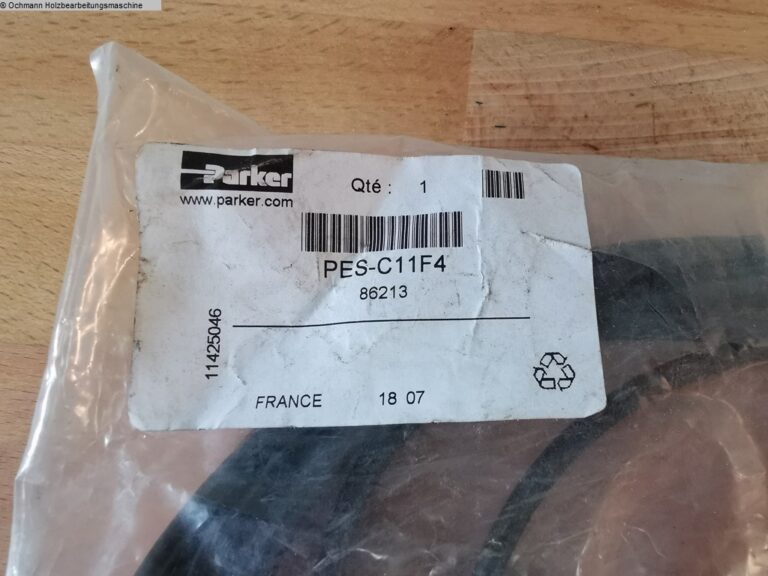 ® Ochmann Holzbearbeitungsmaschine
Parker
www.parker.com
Qté : 1
PES-C11F4
86213
11425046
FRANCE 18 07